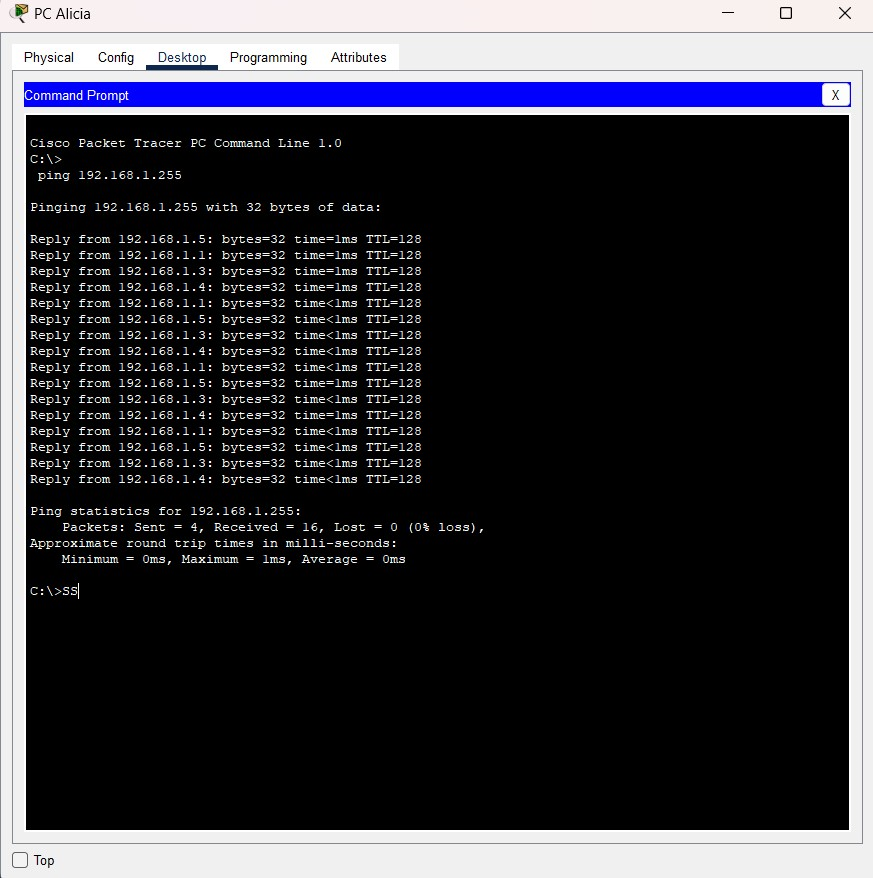 PC Alicia
Physical Config Desktop Programming Attributes
Command Prompt X
Cisco Packet Tracer PC Command Line 1.0
C:\>
ping 192.168.1.255
Pinging 192.168.1.255 with 32 bytes of data:
Reply from 192.168.1.5: bytes=32 time=1ms TTL=128
Reply from 192.168.1.1: bytes=32 time=1ms TTL=128
Reply from 192.168.1.3: bytes=32 time=1ms TTL=128
Reply from 192.168.1.4: bytes=32 time=1ms TTL=128
Reply from 192.168.1.1: bytes=32 time<1ms TTL=128
Reply from 192.168.1.5: bytes=32 time<1ms TTL=128
Reply from 192.168.1.3: bytes=32 time<1ms TTL=128
Reply from 192.168.1.4: bytes=32 time<1ms TTL=128
Reply from 192.168.1.1: bytes=32 time<1ms TTL=128
Reply from 192.168.1.5: bytes=32 time=1ms TTL=128
Reply from 192.168.1.3: bytes=32 time<1ms TTL=128
Reply from 192.168.1.4: bytes=32 time=1ms TTL=128
Reply from 192.168.1.1: bytes=32 time<1ms TTL=128
Reply from 192.168.1.5: bytes=32 time<1ms TTL=128
Reply from 192.168.1.3: bytes=32 time<1ms TTL=128
Reply from 192.168.1.4: bytes=32 time<1ms TTL=128
Ping statistics for 192.168.1.255:
Packets: Sent = 4, Received = 16, Lost = 0 (0% loss),
Approximate round trip times in milli-seconds:
Minimum = 0ms, Maximum = 1ms, Average = 0ms
C:\>SS
Top